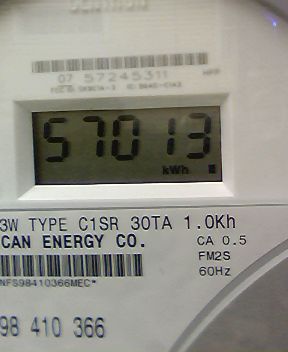 07 57245311
57013
kWh
3W TYPE C1SR 30TA 1.0Kh
CAN ENERGY CO.
CA 0.5
FM2S
60Hz
NFS98410366MEC*
98 410 366